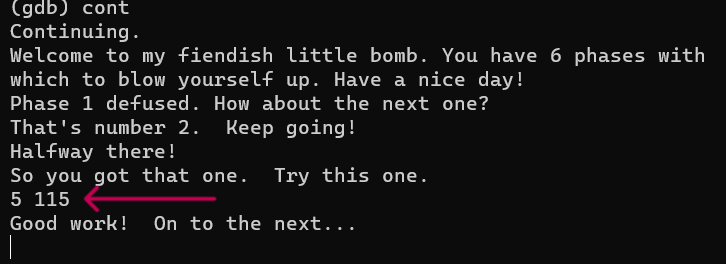 (gdb) cont
Continuing.
Welcome to my fiendish little bomb. You have 6 phases with
which to blow yourself up. Have a nice day!
Phase 1 defused. How about the next one?
That's number 2.  Keep going!
Halfway there!
So you got that one.  Try this one.
5 115
Good work!  On to the next...